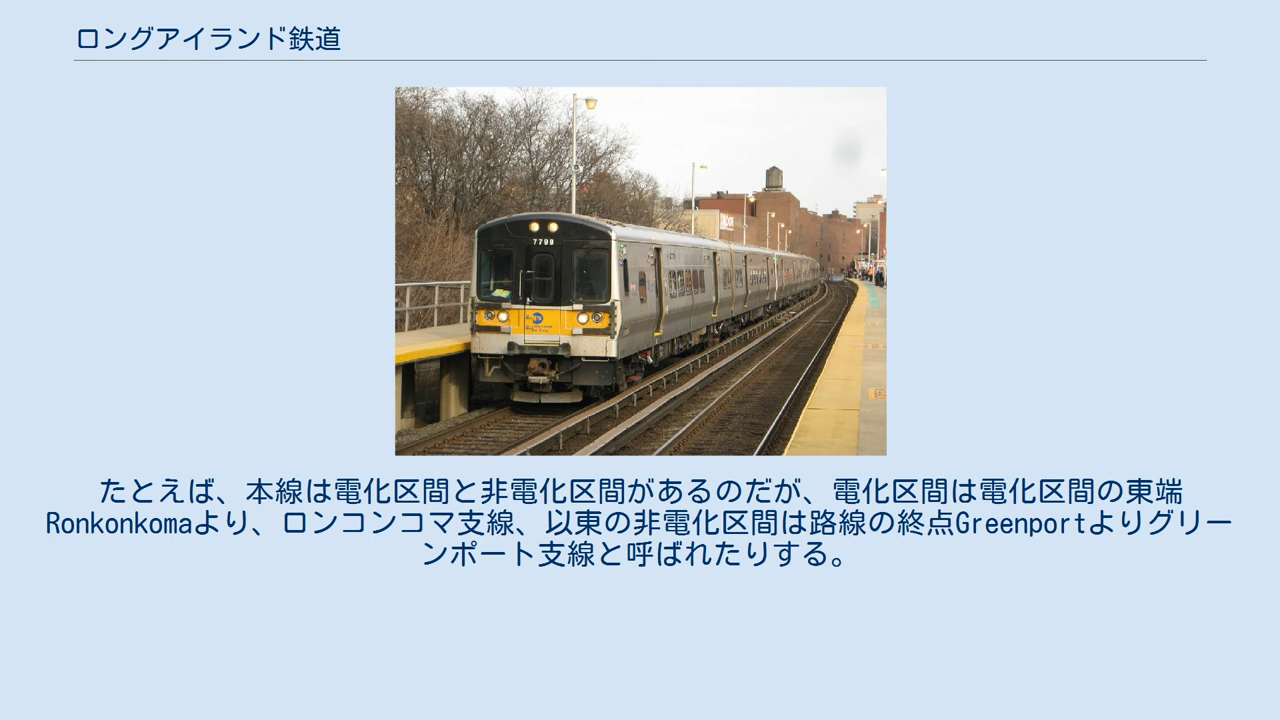 ロングアイランド鉄道
7799
たとえば、本線は電化区間と非電化区間があるのだが、電化区間は電化区間の東端
Ronkonkomaより、ロンコンコマ支線、以東の非電化区間は路線の終点Greenportよりグリー
ンポート支線と呼ばれたりする。